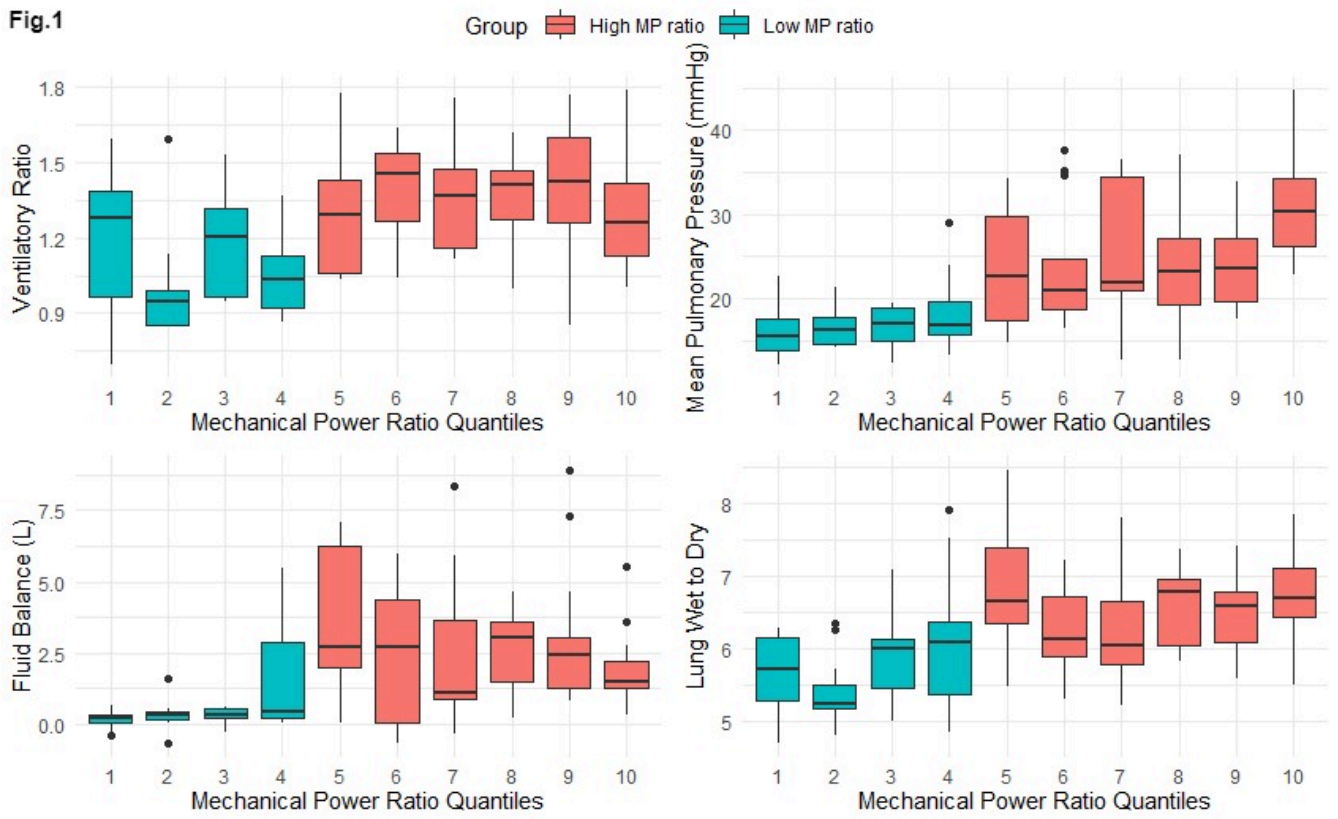 Fig.1
Group High MP ratio Low MP ratio
Ventilatory Ratio
1.8
1.5
1.2
0.9
1 2 3 4 5 6 7 8 9 10
Mechanical Power Ratio Quantiles
Mean Pulmonary Pressure (mmHg)
40
30
20
1 2 3 4 5 6 7 8 9 10
Mechanical Power Ratio Quantiles
Fluid Balance (L)
7.5
5.0
2.5
0.0
1 2 3 4 5 6 7 8 9 10
Mechanical Power Ratio Quantiles
Lung Wet to Dry
8
7
6
5
1 2 3 4 5 6 7 8 9 10
Mechanical Power Ratio Quantiles